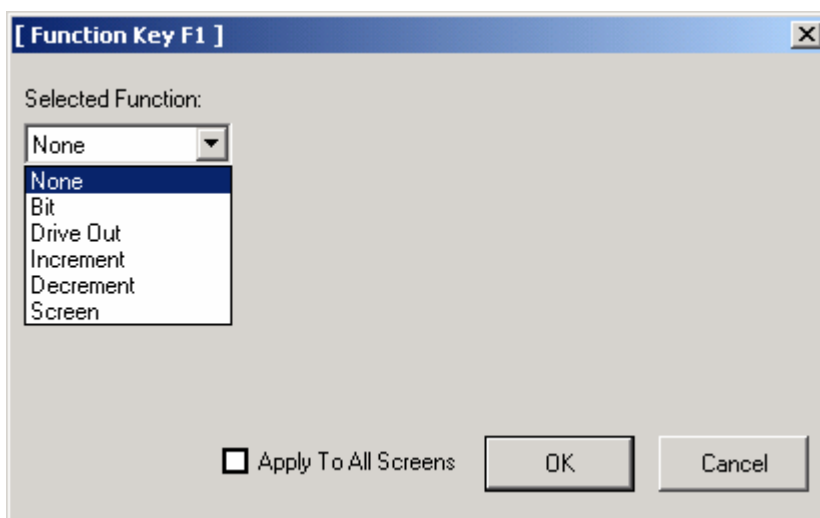 [ Function Key F1 ]
Selected Function:
None
None
Bit
Drive Out
Increment
Decrement
Screen
Apply To All Screens
OK
Cancel